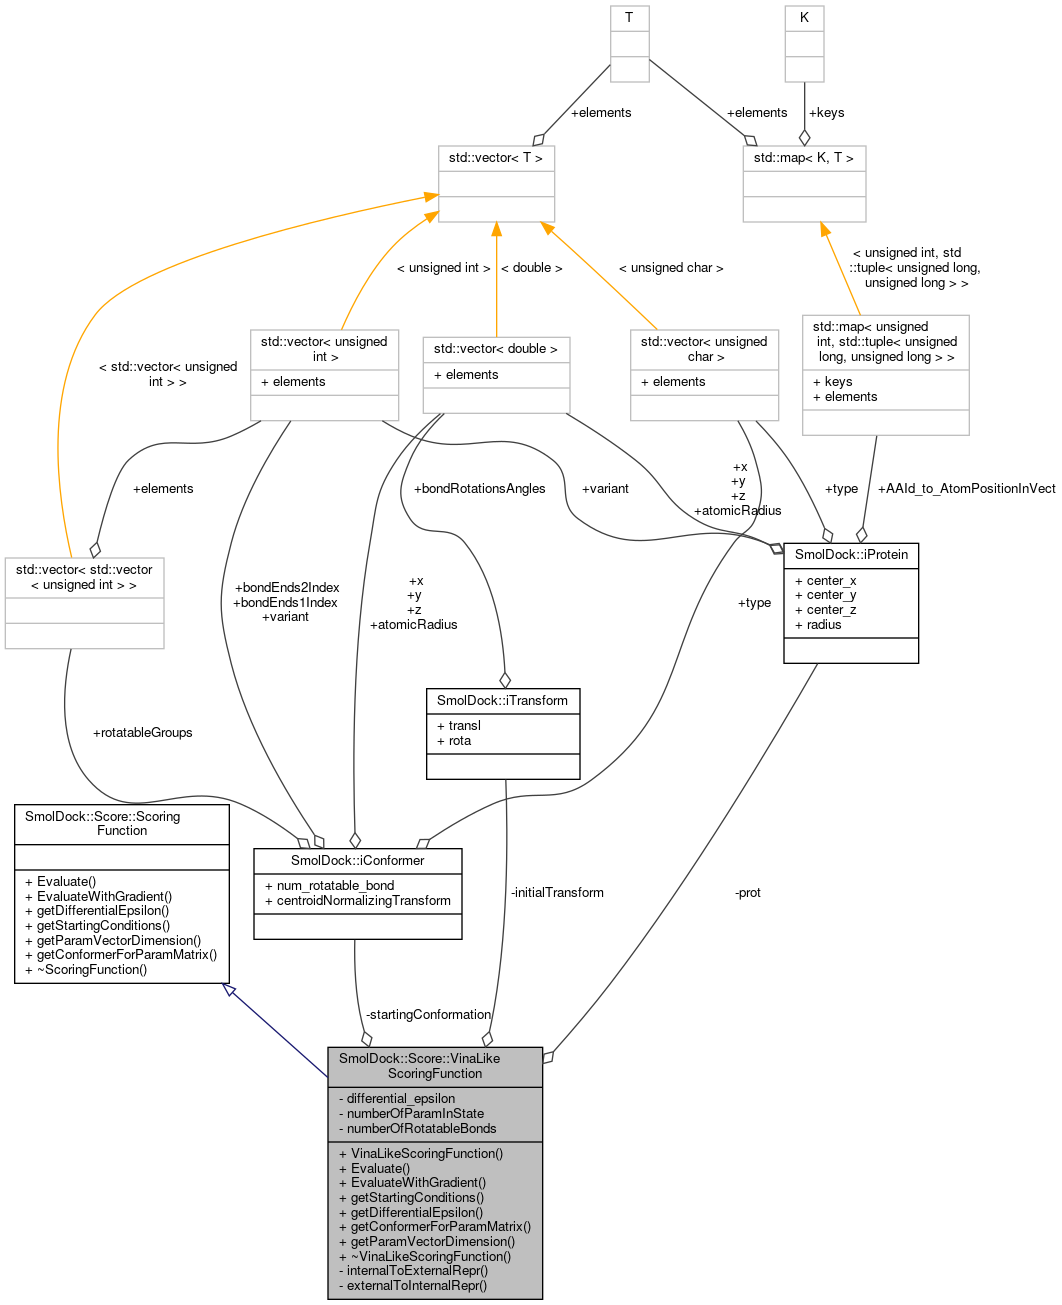 T
K
+elements
+elements
+keys
std::vector< T >
std::map< K, T >
< unsigned int, std
::tuple< unsigned long,
unsigned long > >
< unsigned int >
< double >
< unsigned char >
std::map< unsigned
int, std::tuple< unsigned
long, unsigned long > >
+ keys
+ elements
std::vector< unsigned
int >
+ elements
std::vector< double >
+ elements
std::vector< unsigned
char >
+ elements
< std::vector< unsigned
int > >
+elements
+bondRotationsAngles
+variant
+x
+y
+z
+atomicRadius
+type
+AAId_to_AtomPositionInVect
std::vector< std::vector
< unsigned int > >
SmolDock::iProtein
+ center_x
+ center_y
+ center_z
+ radius
+bondEnds2Index
+bondEnds1Index
+variant
+x
+y
+z
+atomicRadius
+type
SmolDock::iTransform
+ transl
+ rota
+rotatableGroups
SmolDock::Score::Scoring
Function
+ Evaluate()
+ EvaluateWithGradient()
+ getDifferentialEpsilon()
+ getStartingConditions()
+ getParamVectorDimension()
+ getConformerForParamMatrix()
+ ~ScoringFunction()
SmolDock::iConformer
+ num_rotatable_bond
+ centroidNormalizingTransform
-initialTransform
-prot
-startingConformation
SmolDock::Score::VinaLike
ScoringFunction
- differential_epsilon
- numberOfParamInState
- numberOfRotatableBonds
+ VinaLikeScoringFunction()
+ Evaluate()
+ EvaluateWithGradient()
+ getStartingConditions()
+ getDifferentialEpsilon()
+ getConformerForParamMatrix()
+ getParamVectorDimension()
+ ~VinaLikeScoringFunction()
- internalToExternalRepr()
- externalToInternalRepr()